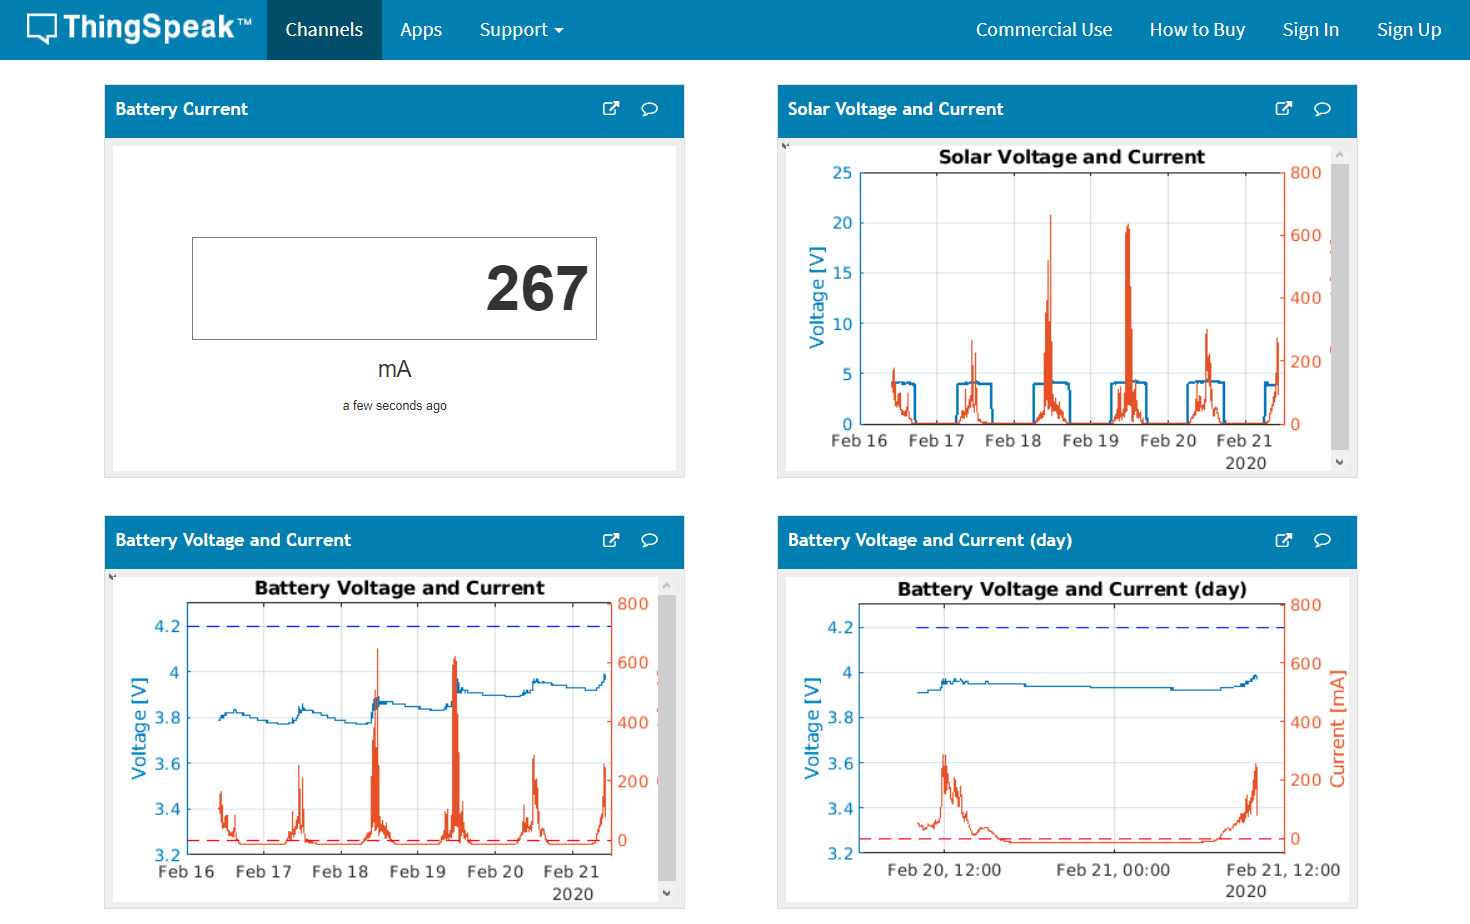 ThingSpeak™ Channels Apps Support Commercial Use How to Buy Sign In Sign Up
Battery Current
267
mA
a few seconds ago
Solar Voltage and Current
Solar Voltage and Current
25
20
15
10
5
0
Voltage [V]
800
600
400
200
0
Feb 16 Feb 17 Feb 18 Feb 19 Feb 20 Feb 21
2020
Battery Voltage and Current
Battery Voltage and Current
4.2
4
3.8
3.6
3.4
3.2
Voltage [V]
800
600
400
200
0
Feb 16 Feb 17 Feb 18 Feb 19 Feb 20 Feb 21
2020
Battery Voltage and Current (day)
Battery Voltage and Current (day)
4.2
4
3.8
3.6
3.4
3.2
Voltage [V]
800
600
400
200
0
Current [mA]
Feb 20, 12:00 Feb 21, 00:00 Feb 21, 12:00
2020